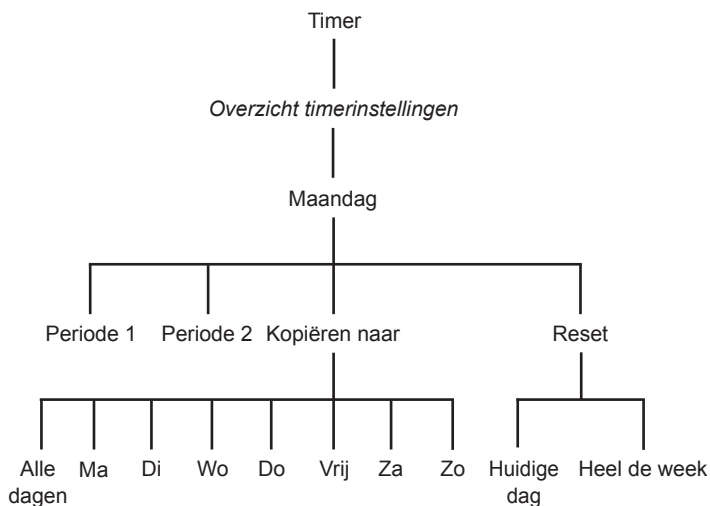 Timer
Overzicht timerinstellingen
Maandag
Periode 1 Periode 2 Kopiëren naar Reset
Alle dagen Ma Di Wo Do Vrij Za Zo Huidige dag Heel de week